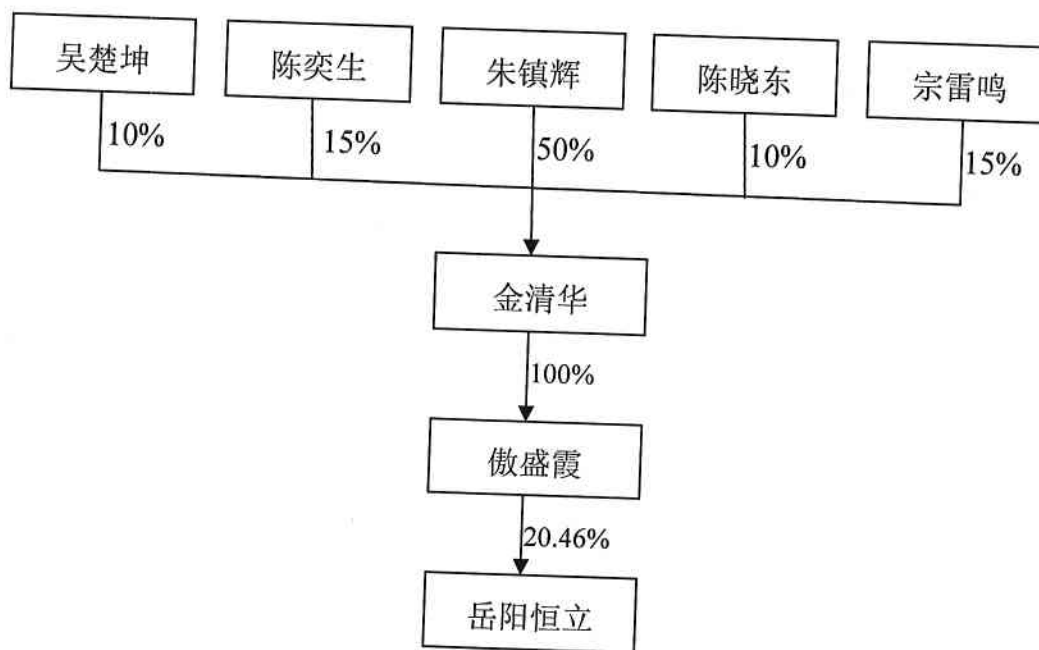 吴楚坤
陈奕生
朱镇辉
陈晓东
宗雷鸣
10%
15%
50%
10%
15%
金清华
100%
傲盛霞
20.46%
岳阳恒立